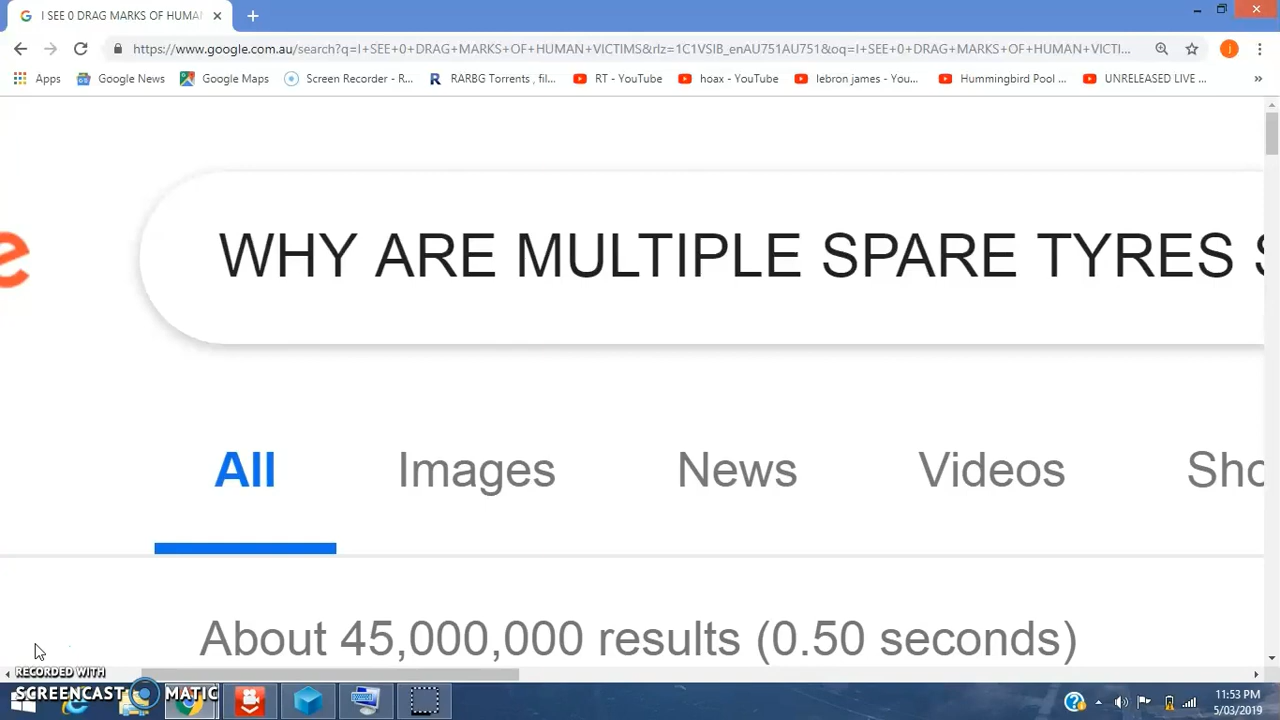 I SEE 0 DRAG MARKS OF HUMAN
https://www.google.com.au/search?q=I+SEE+0+DRAG+MARKS+OF+HUMAN+VICTIMS&rlz=1C1VSIE_enAU751AU751&oq=I+SEE+0+DRAG+MARKS+OF+HUMAN+VICTI...
Apps Google News Google Maps Screen Recorder - R... RARBG Torrents , fil... RT - YouTube hoax - YouTube lebron james - You... Hummingbird Pool ... UNRELEASED LIVE ... »
e WHY ARE MULTIPLE SPARE TYRES S
All Images News Videos Sho
About 45,000,000 results (0.50 seconds)
RECORDED WITH
SCREENCAST MATIC
11:53 PM
5/03/2019